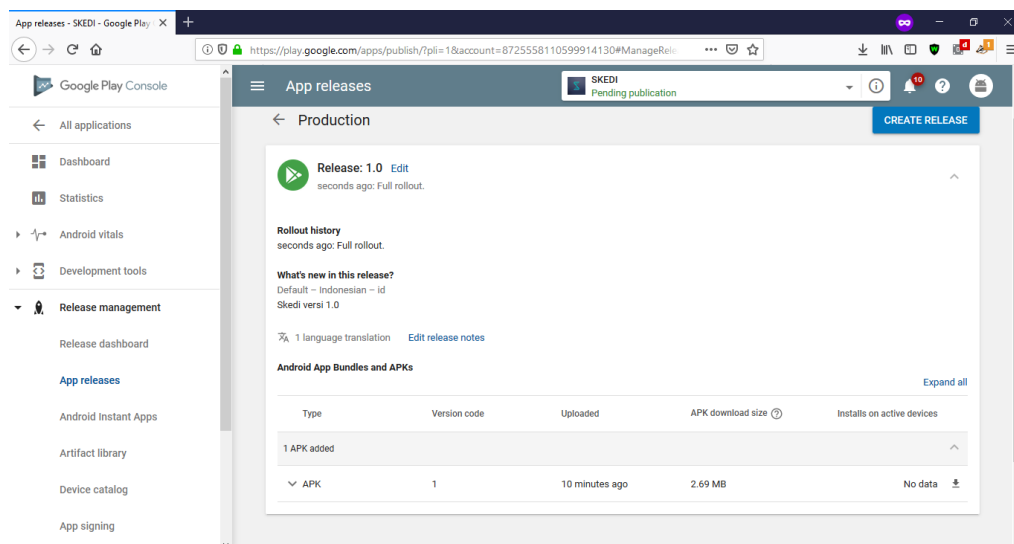 App releases - SKEDI - Google Play
https://play.google.com/apps/publish/?pli=1&account=8725558110599914130#ManageRele
Google Play Console
App releases
SKEDI
Pending publication
10
All applications
Production
CREATE RELEASE
Dashboard
Release: 1.0 Edit
seconds ago: Full rollout.
Statistics
Android vitals
Rollout history
seconds ago: Full rollout.
Development tools
What's new in this release?
Default – Indonesian – id
Skedi versi 1.0
Release management
1 language translation Edit release notes
Release dashboard
Android App Bundles and APKs
App releases
Expand all
Type Version code Uploaded APK download size Installs on active devices
Android Instant Apps
1 APK added
Artifact library
APK 1 10 minutes ago 2.69 MB No data
Device catalog
App signing